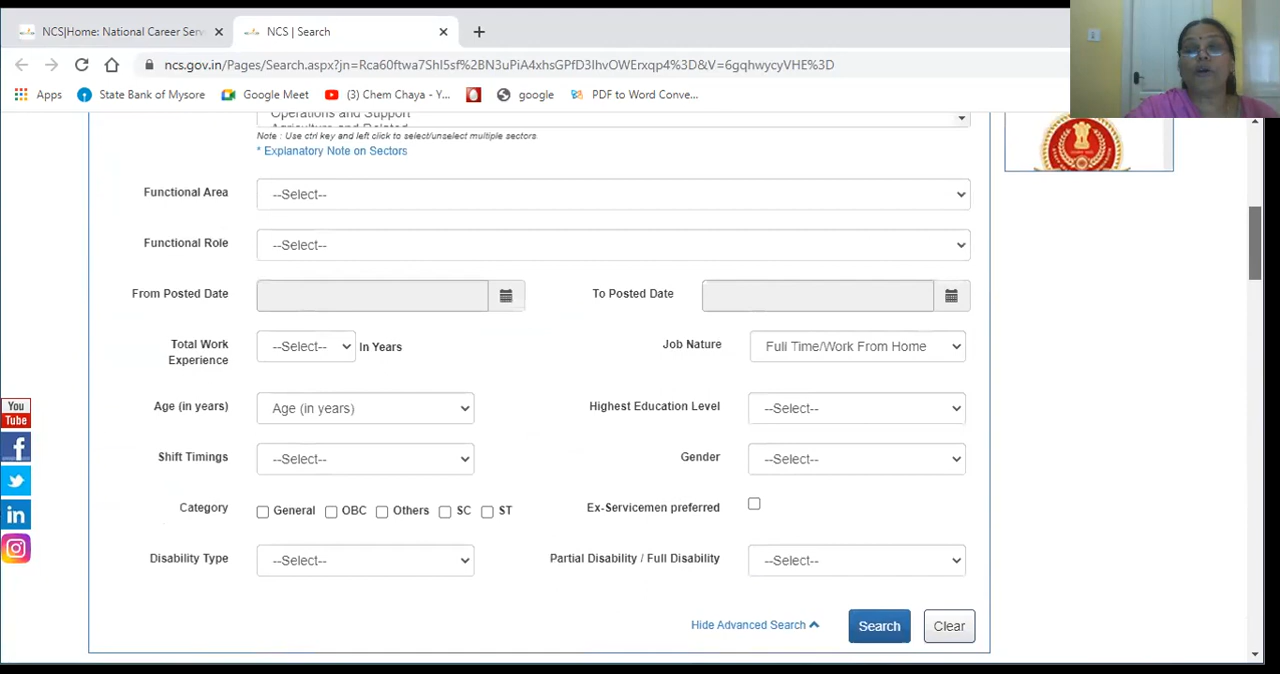 NCS|Home: National Career Serv
NCS | Search
ncs.gov.in/Pages/Search.aspx?jn=Rca60ftwa7ShI5sf%2BN3uPiA4xhsGPfD3IhvOWErxqp4%3D&V=6gqhwycyVHE%3D
Apps State Bank of Mysore Google Meet (3) Chem Chaya - Y... google PDF to Word Conve...
Operations and Support
Agriculture and Related
Note : Use ctrl key and left click to select/unselect multiple sectors.
* Explanatory Note on Sectors
Functional Area --Select--
Functional Role --Select--
From Posted Date To Posted Date
Total Work Experience --Select-- In Years Job Nature Full Time/Work From Home
Age (in years) Age (in years) Highest Education Level --Select--
Shift Timings --Select-- Gender --Select--
Category General OBC Others SC ST Ex-Servicemen preferred
Disability Type --Select-- Partial Disability / Full Disability --Select--
Hide Advanced Search Search Clear
You
Tube